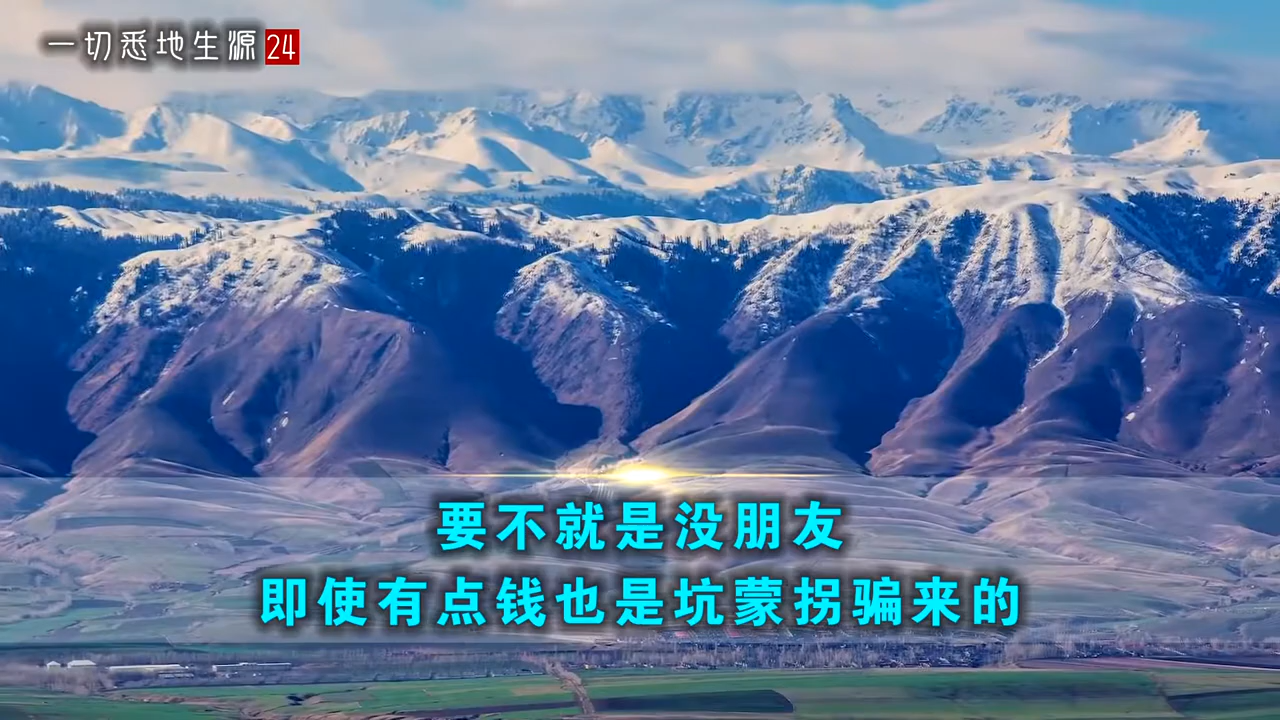 一切悉地生源24
要不就是没朋友
即使有点钱也是坑蒙拐骗来的